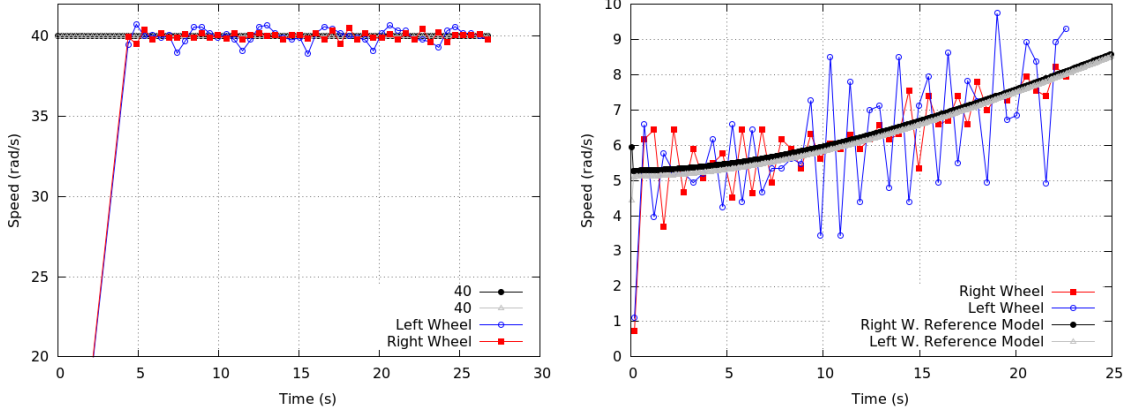 40
35
30
25
20
Speed (rad/s)
0 5 10 15 20 25 30
Time (s)
40
40
Left Wheel
Right Wheel
10
9
8
7
6
5
4
3
2
1
0
Speed (rad/s)
0 5 10 15 20 25
Time (s)
Right Wheel
Left Wheel
Right W. Reference Model
Left W. Reference Model